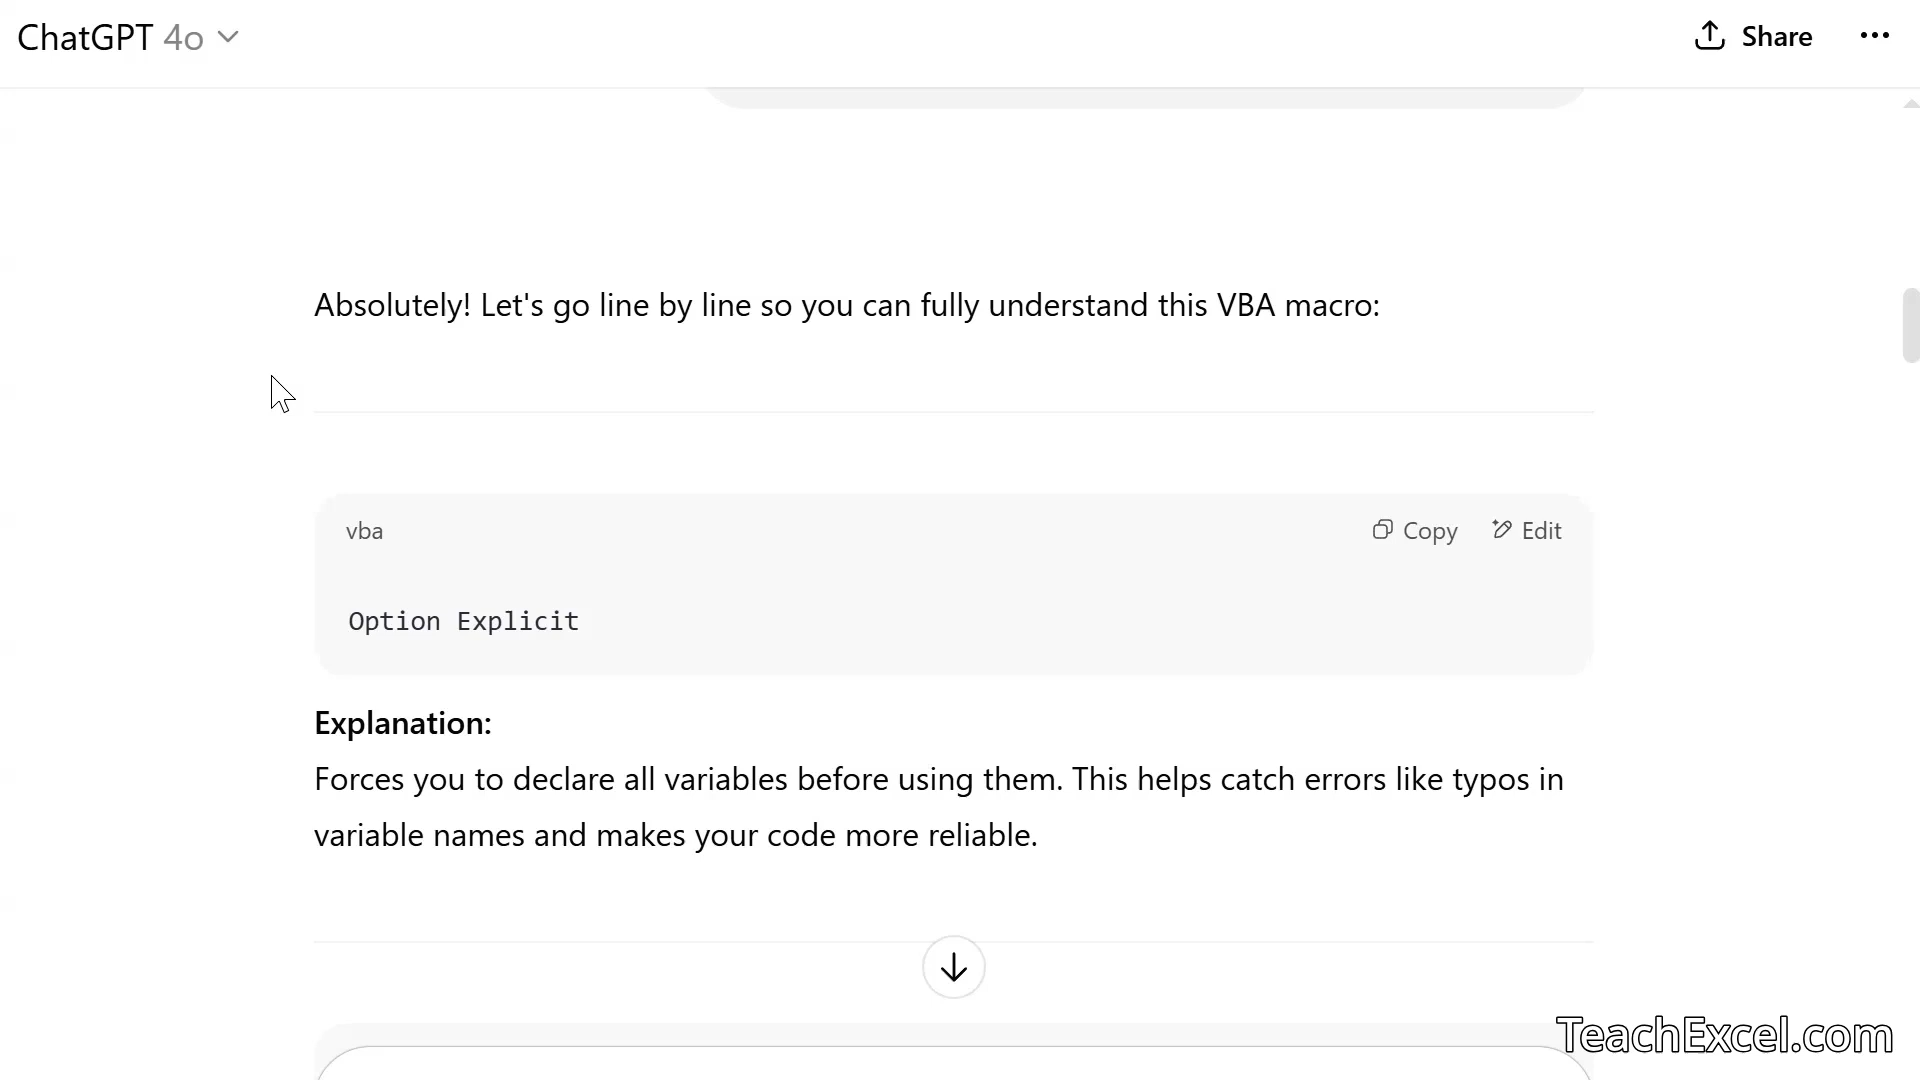 ChatGPT 4o
Share
Absolutely! Let's go line by line so you can fully understand this VBA macro:
vba
Copy
Edit
Option Explicit
Explanation:
Forces you to declare all variables before using them. This helps catch errors like typos in
variable names and makes your code more reliable.
TeachExcel.com